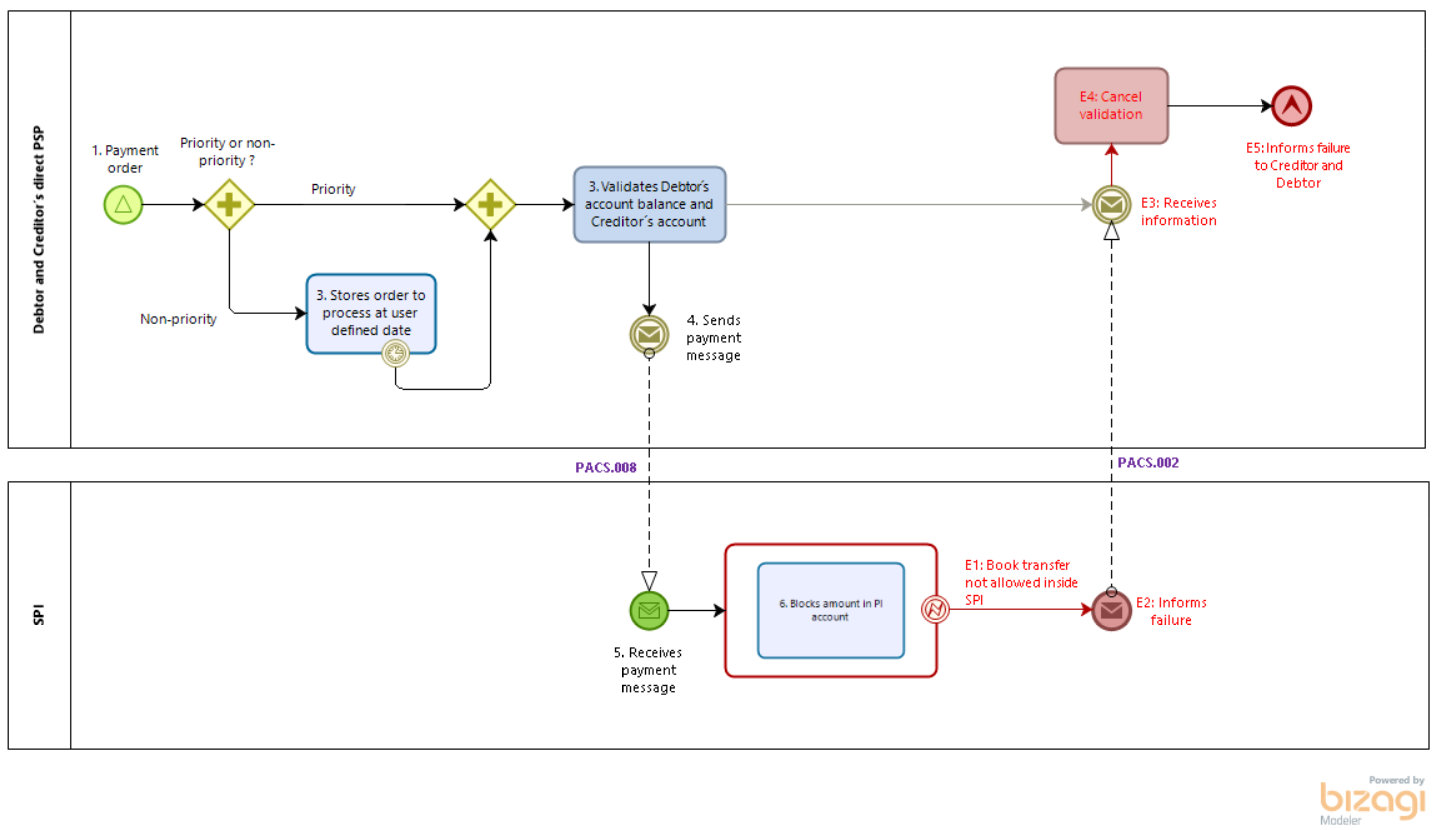 Debtor and Creditor´s direct PSP
1. Payment
order
Priority or non-
priority ?
Priority
Non-priority
3. Stores order to
process at user
defined date
3. Validates Debtor´s
account balance and
Creditor´s account
4. Sends
payment
message
E4: Cancel
validation
E5: Informs failure
to Creditor and
Debtor
E3: Receives
information
PACS.008
PACS.002
SPI
5. Receives
payment
message
6. Blocks amount in PI
account
E1: Book transfer
not allowed inside
SPI
E2: Informs
failure
Powered by
bizagi
Modeler